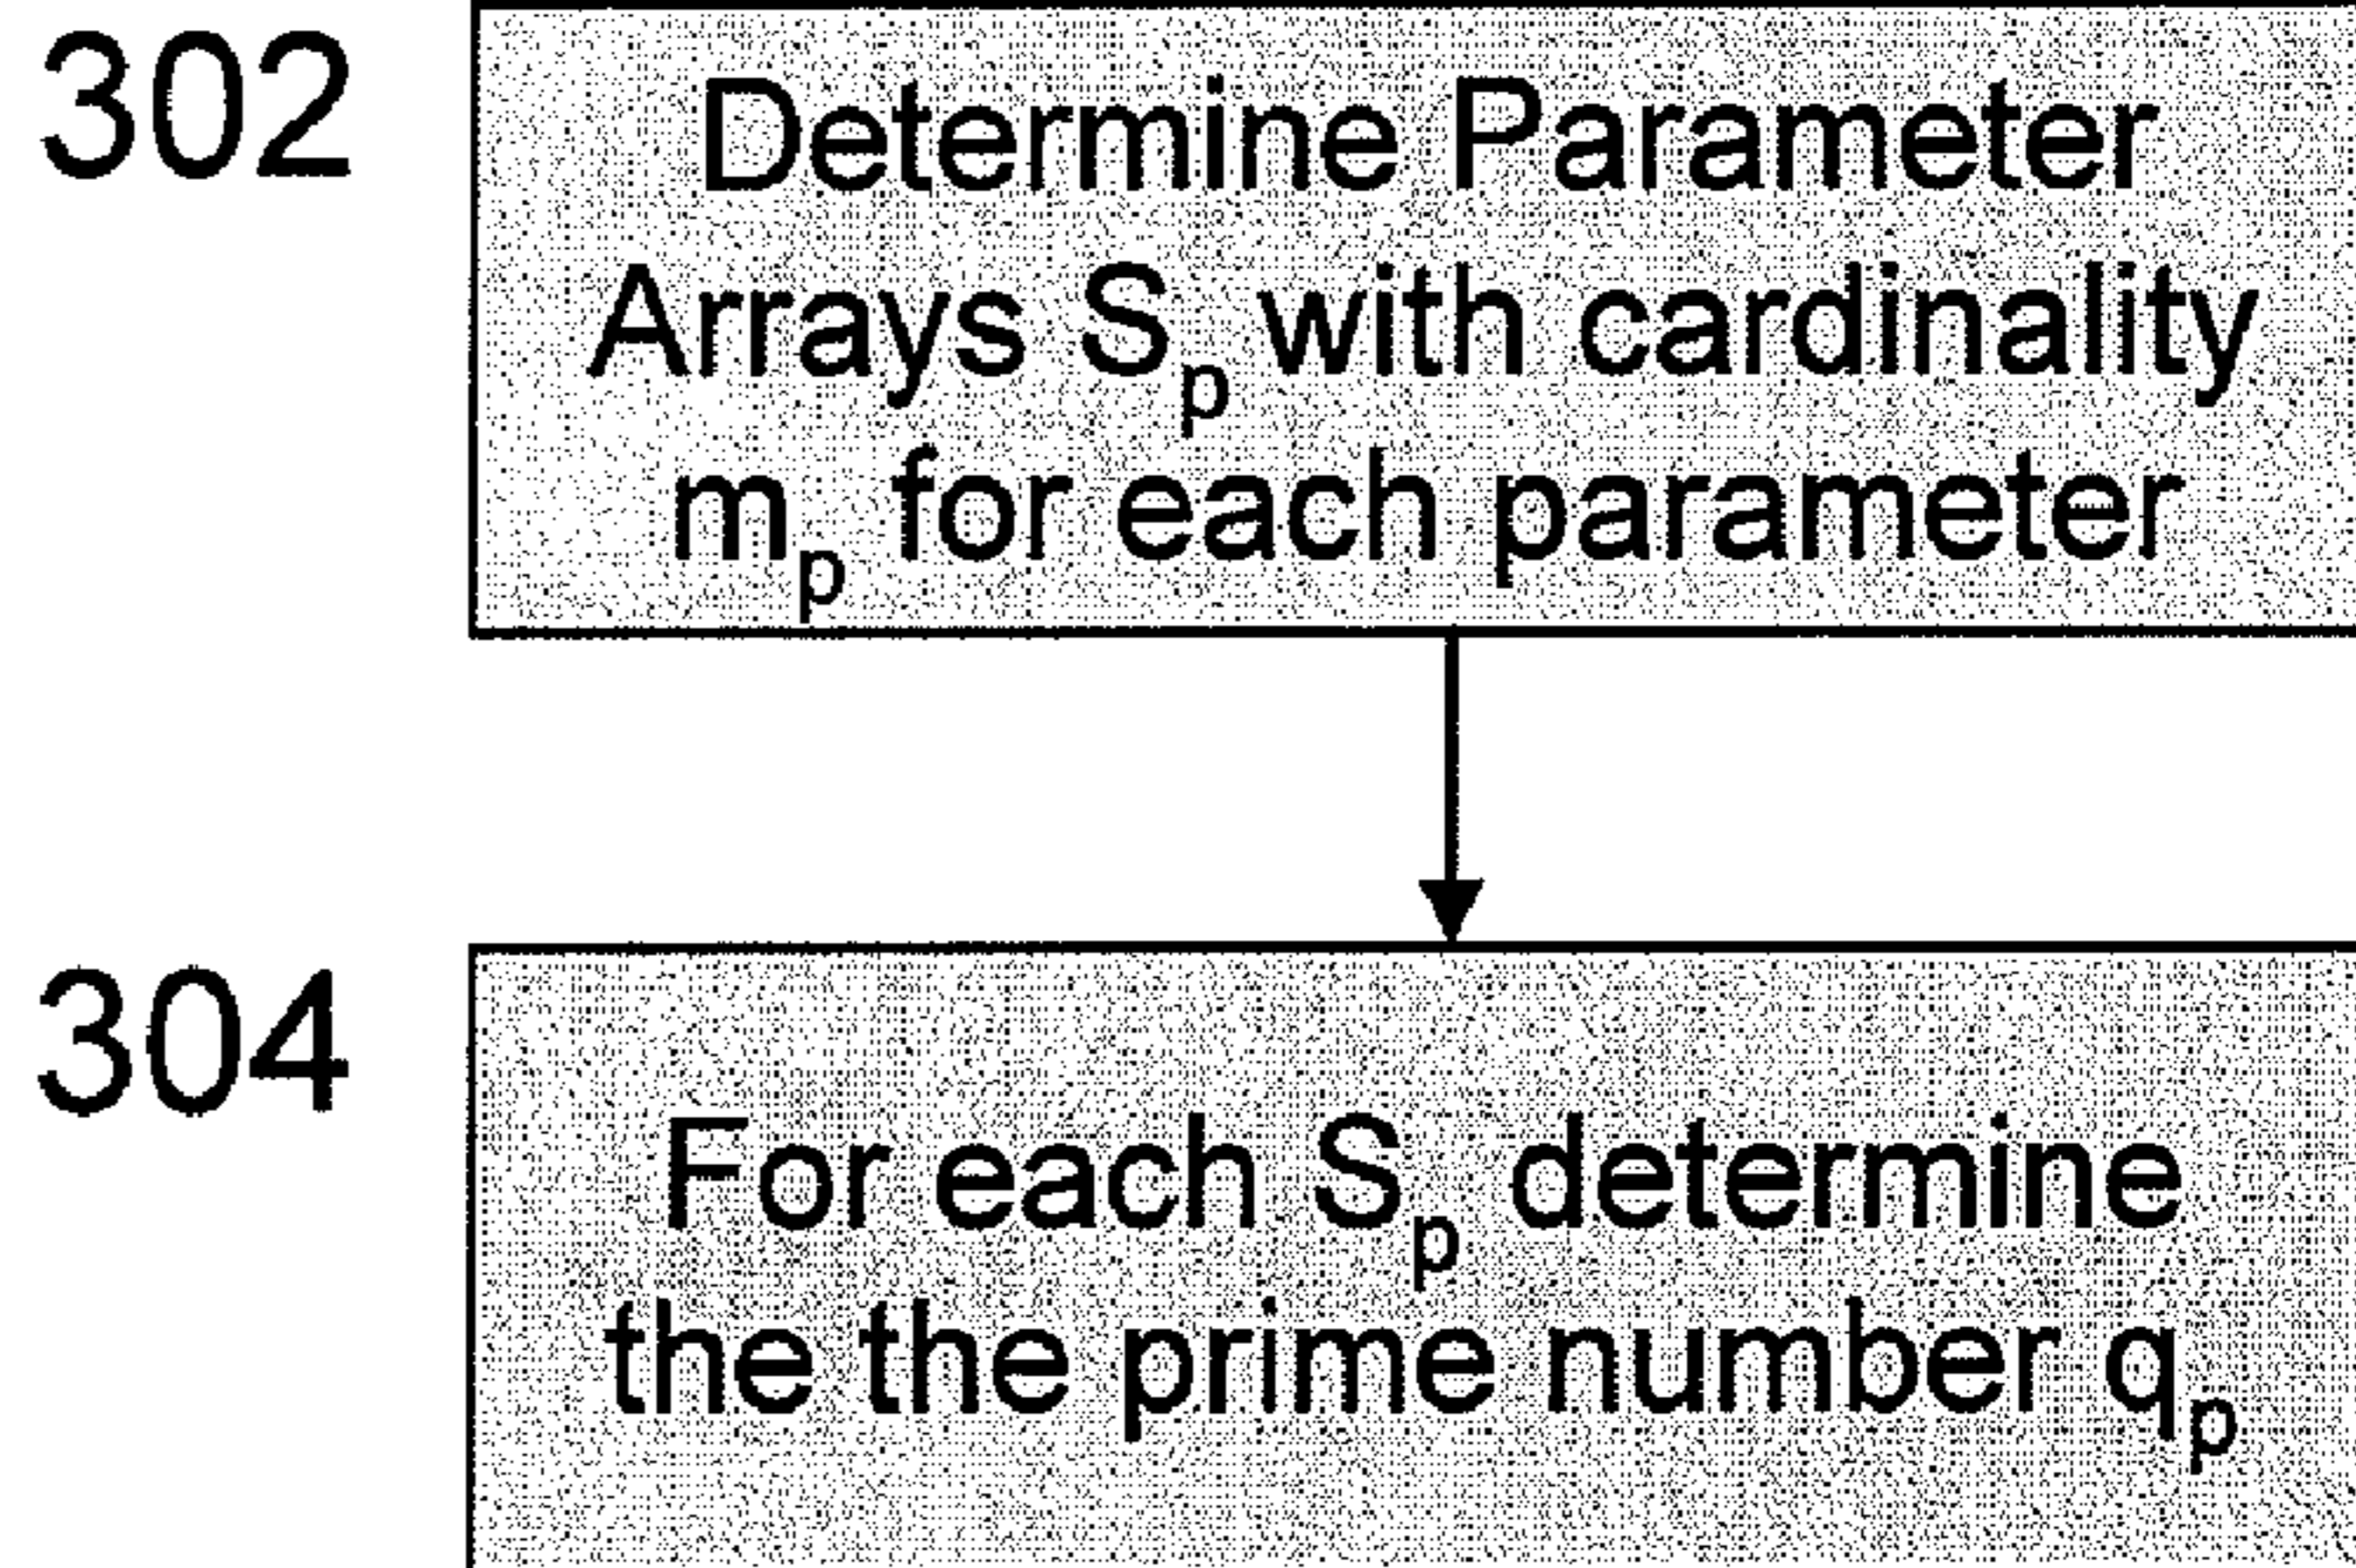 302
Determine Parameter
Arrays Sp with cardinality
mp for each parameter
304
For each Sp determine
the the prime number qp